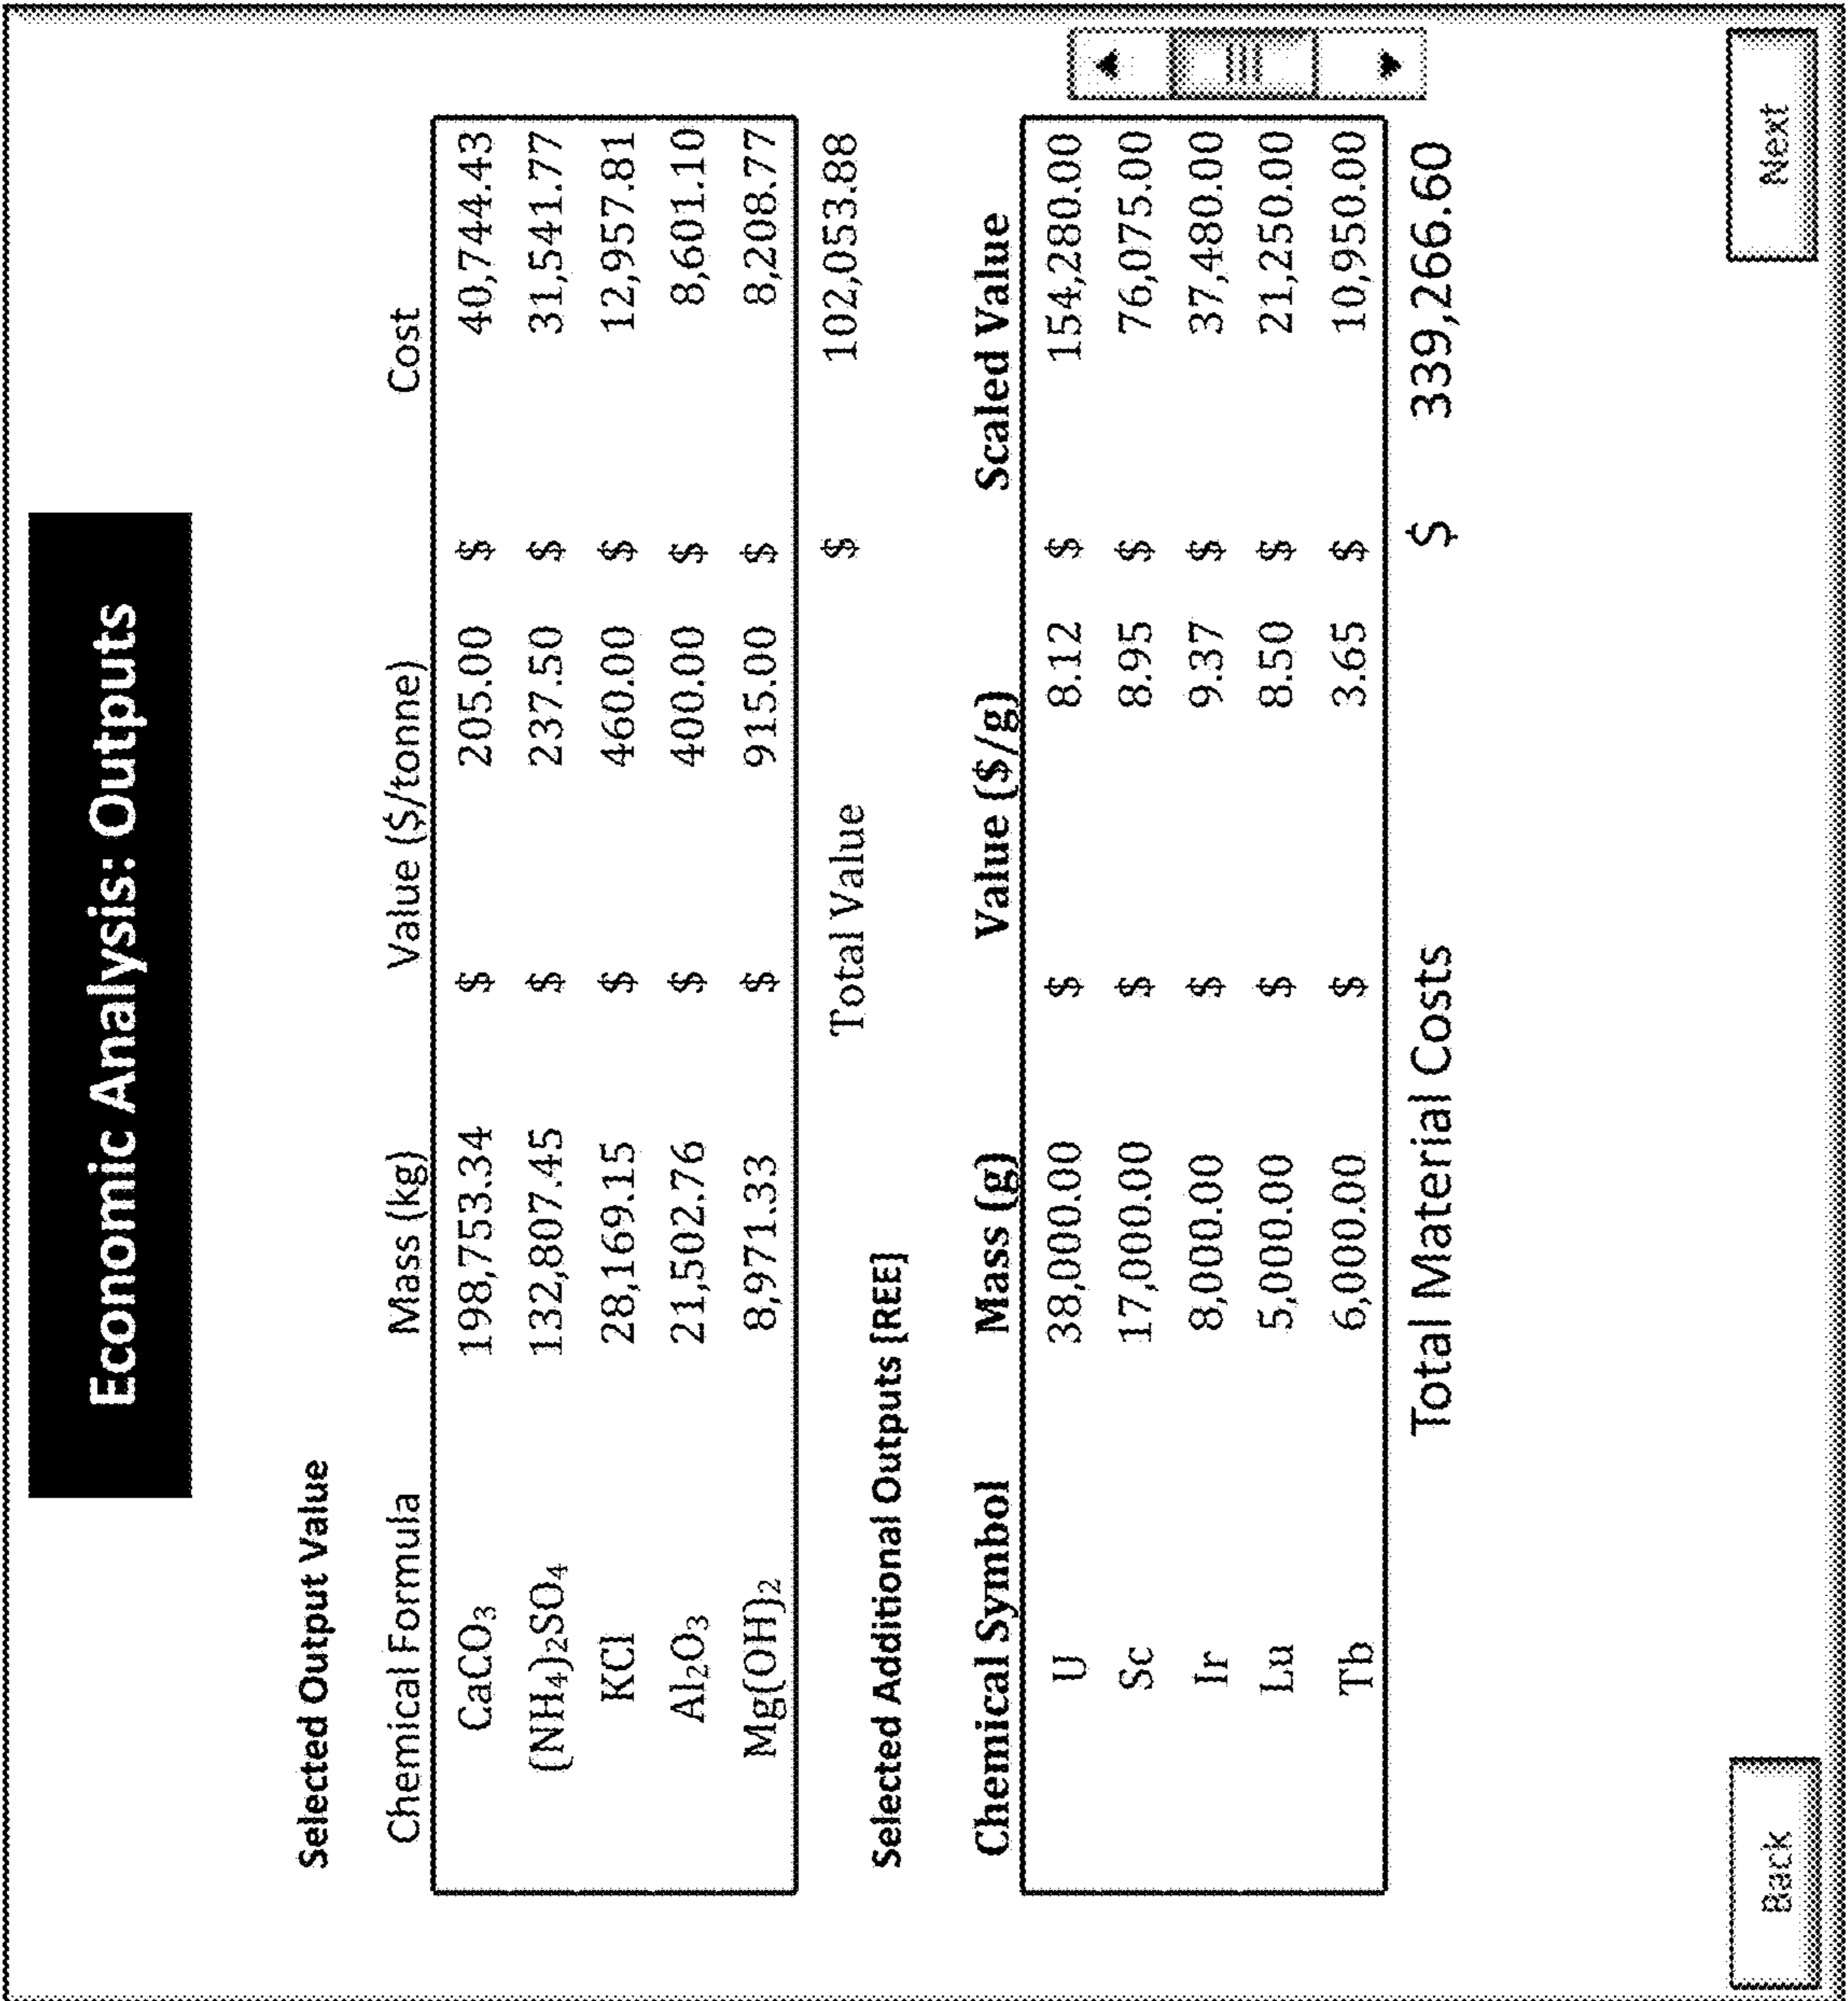 Economic Analysis: Outputs
Selected Output Value
Chemical Formula Mass (kg) Value ($/tonne) Cost
CaCO₃ 198,753.34 $ 205.00 $ 40,744.43
(NH₄)₂SO₄ 132,807.45 $ 237.50 $ 31,541.77
KCl 28,169.15 $ 460.00 $ 12,957.81
Al₂O₃ 21,502.76 $ 400.00 $ 8,601.10
Mg(OH)₂ 8,971.33 $ 915.00 $ 8,208.77
Total Value $ 102,053.88
Selected Additional Outputs [REE]
Chemical Symbol Mass (g) Value ($/g) Scaled Value
U 38,000.00 $ 8.12 $ 154,280.00
Sc 17,000.00 $ 8.95 $ 76,075.00
Ir 8,000.00 $ 9.37 $ 37,480.00
Lu 5,000.00 $ 8.50 $ 21,250.00
Tb 6,000.00 $ 3.65 $ 10,950.00
Total Material Costs $ 339,266.60
Back Next